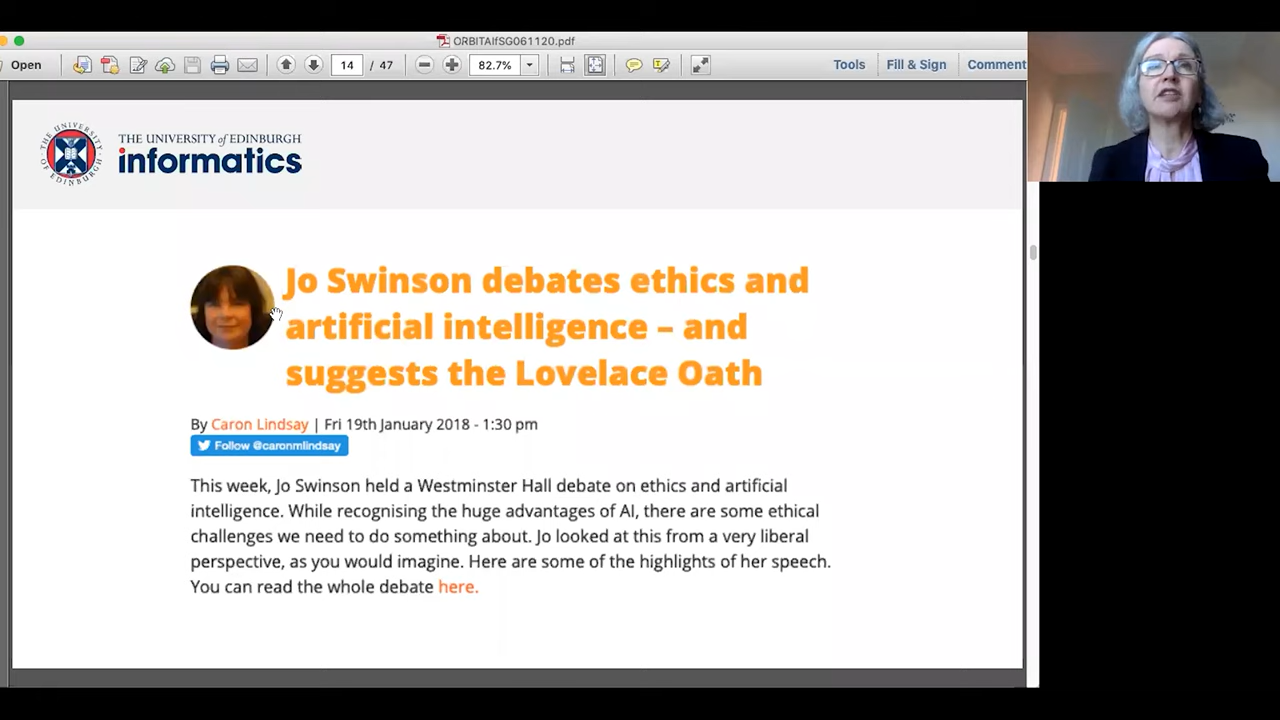 ORBITAIfSG061120.pdf
Open
14 / 47
82.7%
Tools
Fill & Sign
Comment
THE UNIVERSITY of EDINBURGH
informatics
THE UNIVERSITY OF EDINBURGH
Jo Swinson debates ethics and
artificial intelligence – and
suggests the Lovelace Oath
By Caron Lindsay | Fri 19th January 2018 - 1:30 pm
Follow @caronmlindsay
This week, Jo Swinson held a Westminster Hall debate on ethics and artificial
intelligence. While recognising the huge advantages of AI, there are some ethical
challenges we need to do something about. Jo looked at this from a very liberal
perspective, as you would imagine. Here are some of the highlights of her speech.
You can read the whole debate here.